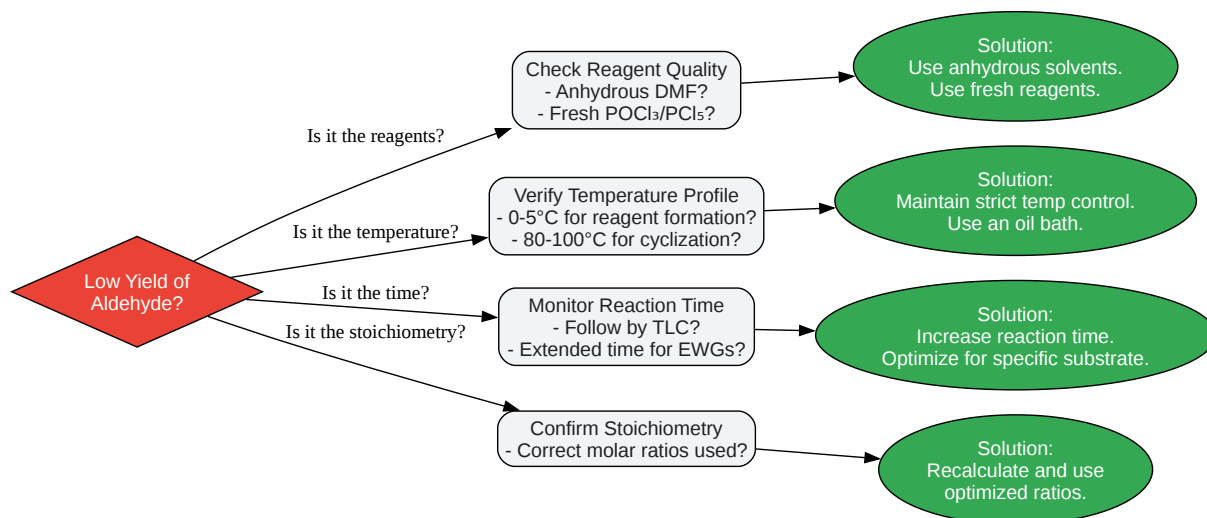 Low Yield of
Aldehyde?
Is it the reagents?
Is it the temperature?
Is it the time?
Is it the stoichiometry?
Check Reagent Quality
- Anhydrous DMF?
- Fresh POCl₃/PCl₅?
Verify Temperature Profile
- 0-5°C for reagent formation?
- 80-100°C for cyclization?
Monitor Reaction Time
- Follow by TLC?
- Extended time for EWGs?
Confirm Stoichiometry
- Correct molar ratios used?
Solution:
Use anhydrous solvents.
Use fresh reagents.
Solution:
Maintain strict temp control.
Use an oil bath.
Solution:
Increase reaction time.
Optimize for specific substrate.
Solution:
Recalculate and use
optimized ratios.